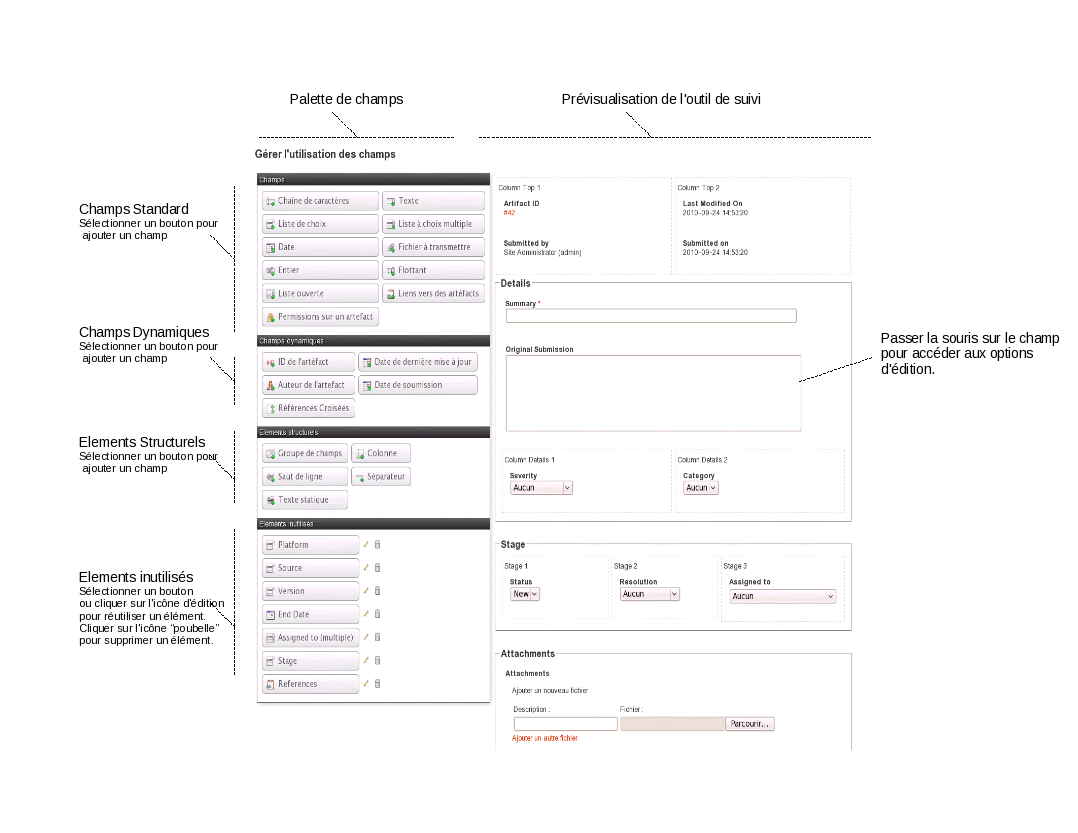 Palette de champs
Prévisualisation de l'outil de suivi
Gérer l'utilisation des champs
Champs Standard
Sélectionner un bouton pour
ajouter un champ
Champs Dynamiques
Sélectionner un bouton pour
ajouter un champ
Elements Structurels
Sélectionner un bouton pour
ajouter un champ
Elements inutilisés
Sélectionner un bouton
ou cliquer sur l'icône d'édition
pour réutiliser un élément.
Cliquer sur l'icône "poubelle"
pour supprimer un élément.
Champs
Chaîne de caractères
Texte
Liste de choix
Liste à choix multiple
Date
Fichier à transmettre
Entier
Flottant
Liste ouverte
Liens vers des artéfacts
Permissions sur un artefact
Champs dynamiques
ID de l'artéfact
Date de dernière mise à jour
Auteur de l'artefact
Date de soumission
Références Croisées
Elements structurels
Groupe de champs
Colonne
Saut de ligne
Séparateur
Texte statique
Elements inutilisés
Platform
Source
Version
End Date
Assigned to (multiple)
Stage
References
Column Top 1
Artifact ID
#42
Submitted by
Site Administrator (admin)
Column Top 2
Last Modified On
2010-09-24 14:53:20
Submitted on
2010-09-24 14:53:20
Details
Summary *
Original Submission
Column Details 1
Severity
Aucun
Column Details 2
Category
Aucun
Stage
Stage 1
Status
New
Stage 2
Resolution
Aucun
Stage 3
Assigned to
Aucun
Attachments
Attachments
Ajouter un nouveau fichier:
Description :
Fichier :
Parcourir...
Ajouter un autre fichier
Passer la souris sur le champ
pour accéder aux options
d'édition.